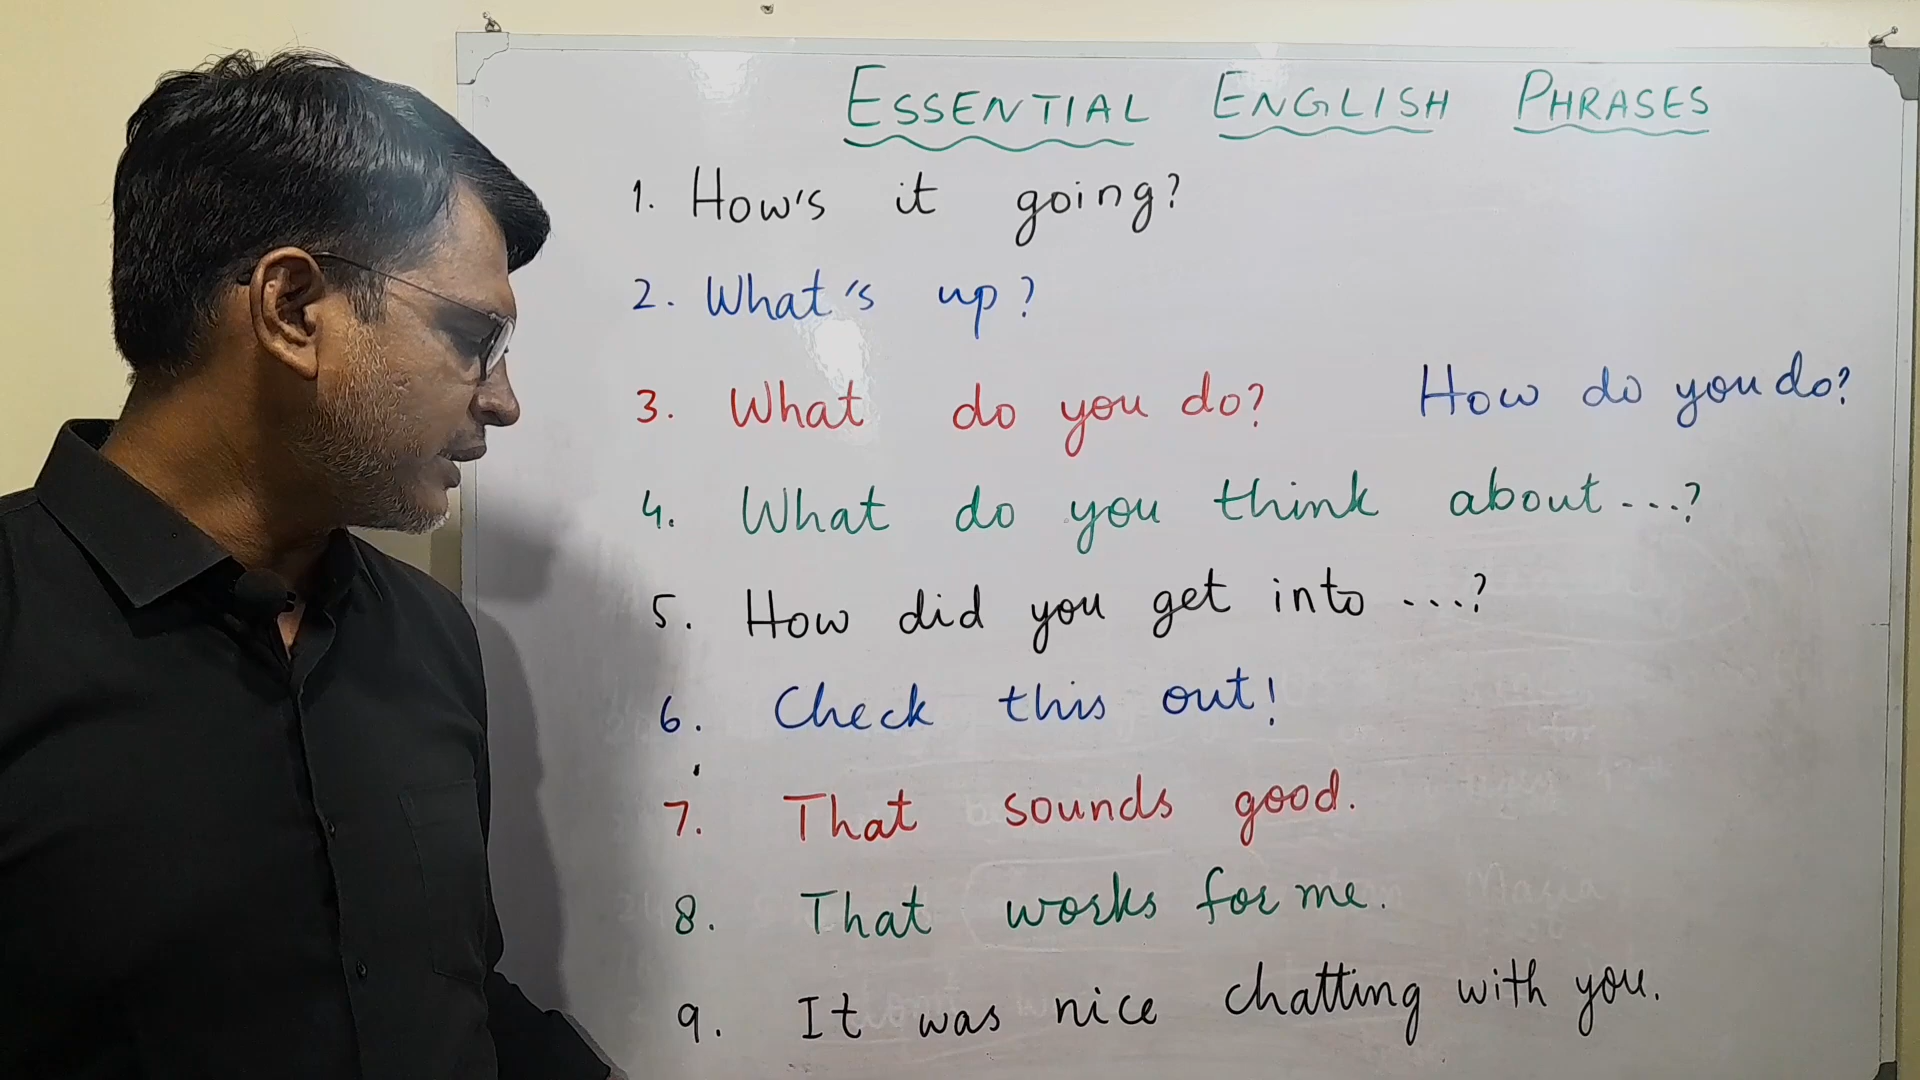 ESSENTIAL ENGLISH PHRASES
1. How's it going?
2. What's up?
3. What do you do? How do you do?
4. What do you think about ....?
5. How did you get into ....?
6. Check this out!
7. That sounds good.
8. That works for me.
9. It was nice chatting with you.